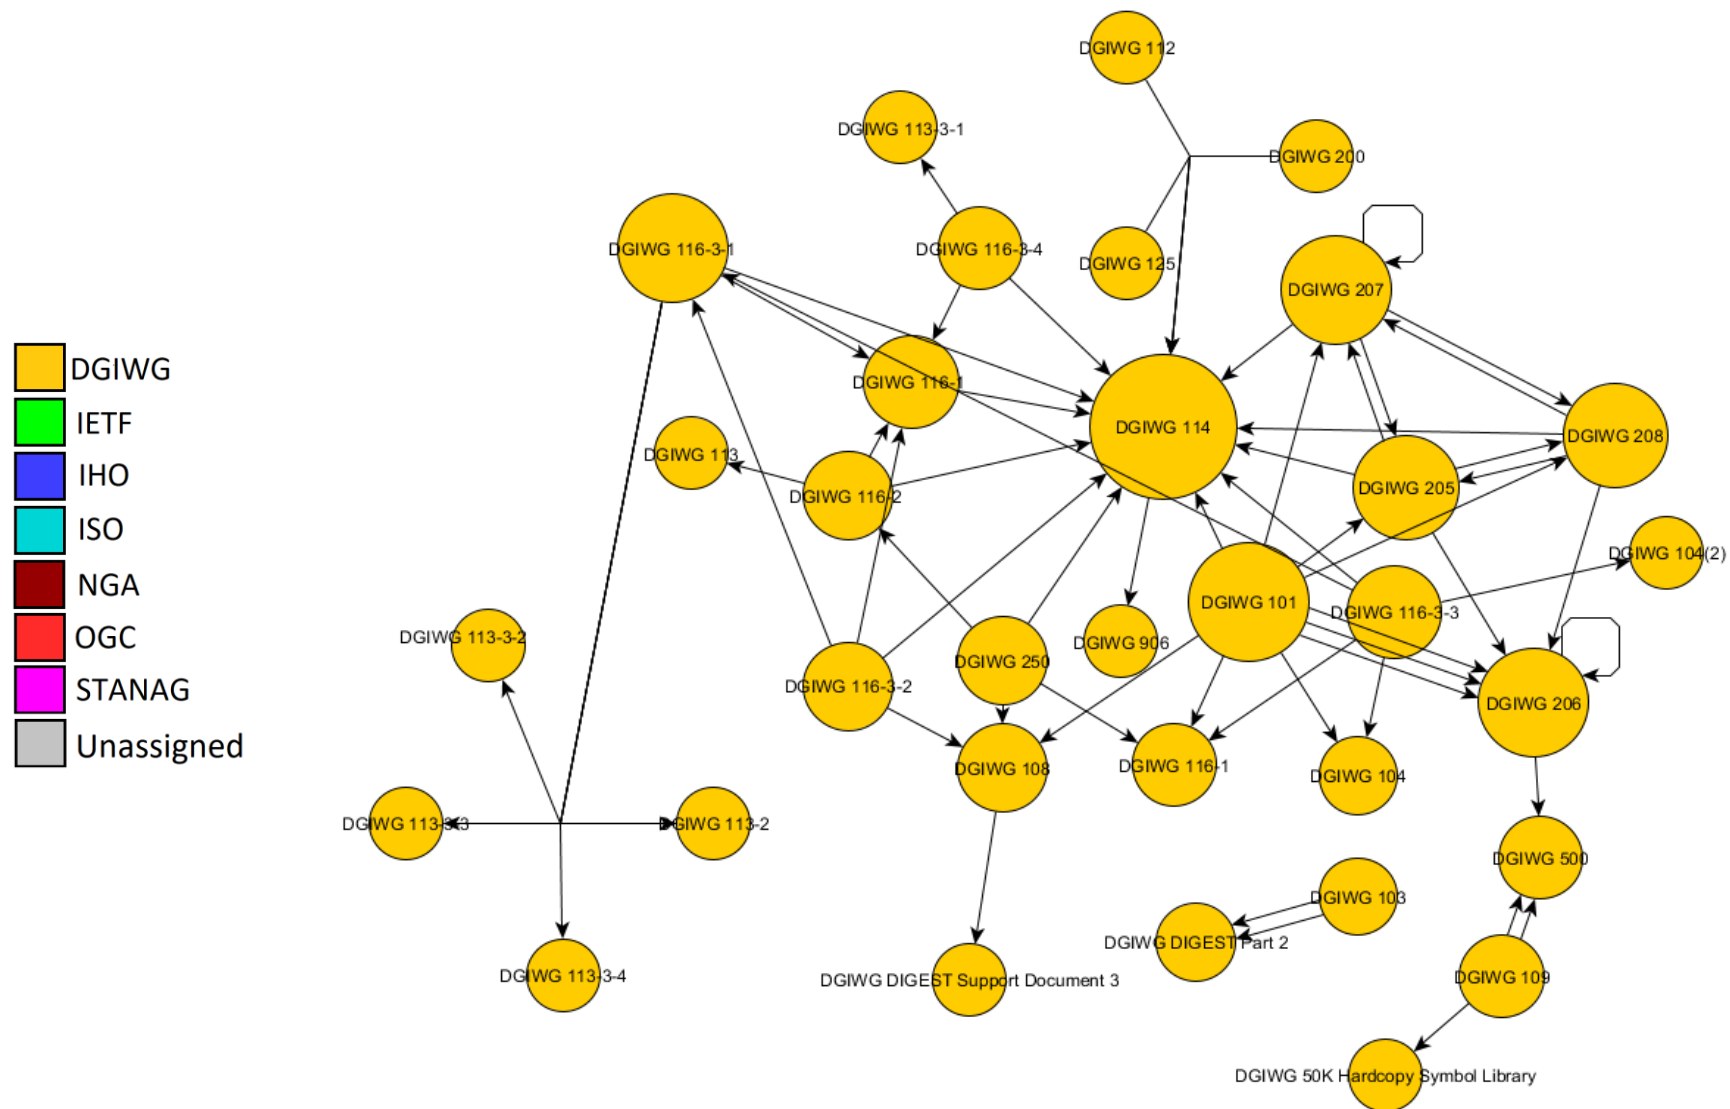 DGIWG 112
DGIWG 113-3-1
DGIWG 200
DGIWG 116-3-1
DGIWG 116-3-4
DGIWG 125
DGIWG 207
DGIWG
IETF
IHO
ISO
NGA
OGC
STANAG
Unassigned
DGIWG 116-1
DGIWG 114
DGIWG 208
DGIWG 113
DGIWG 116-2
DGIWG 205
DGIWG 104(2)
DGIWG 101
DGIWG 116-3-3
DGIWG 113-3-2
DGIWG 906
DGIWG 250
DGIWG 116-3-2
DGIWG 206
DGIWG 108
DGIWG 116-1
DGIWG 104
DGIWG 113-3-3
DGIWG 113-2
DGIWG 500
DGIWG 103
DGIWG DIGEST Part 2
DGIWG 113-3-4
DGIWG DIGEST Support Document 3
DGIWG 109
DGIWG 50K Hardcopy Symbol Library